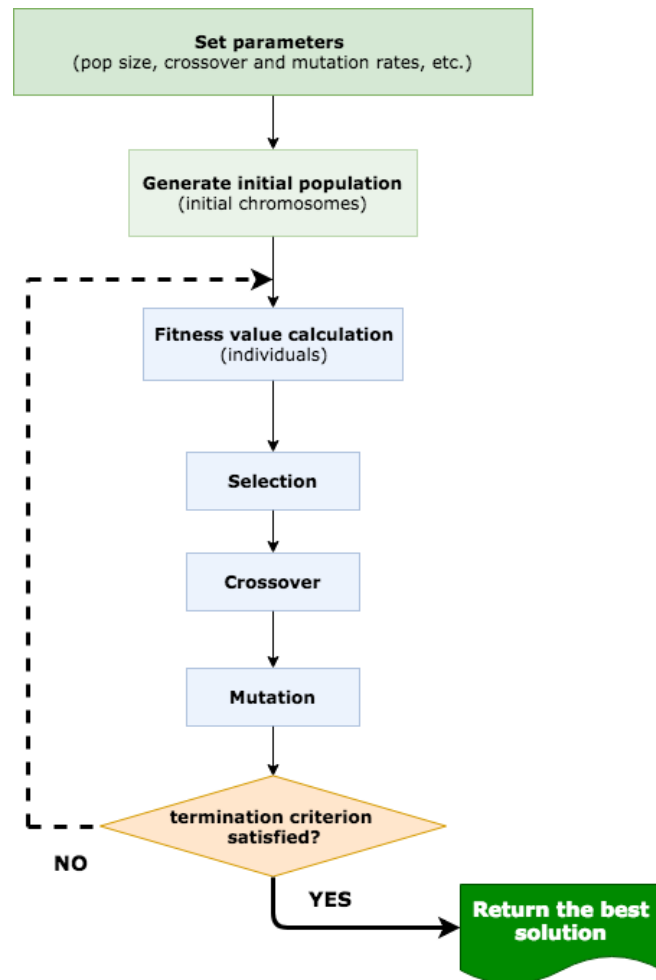 Set parameters
(pop size, crossover and mutation rates, etc.)
Generate initial population
(initial chromosomes)
Fitness value calculation
(individuals)
Selection
Crossover
Mutation
termination criterion
satisfied?
NO
YES
Return the best
solution